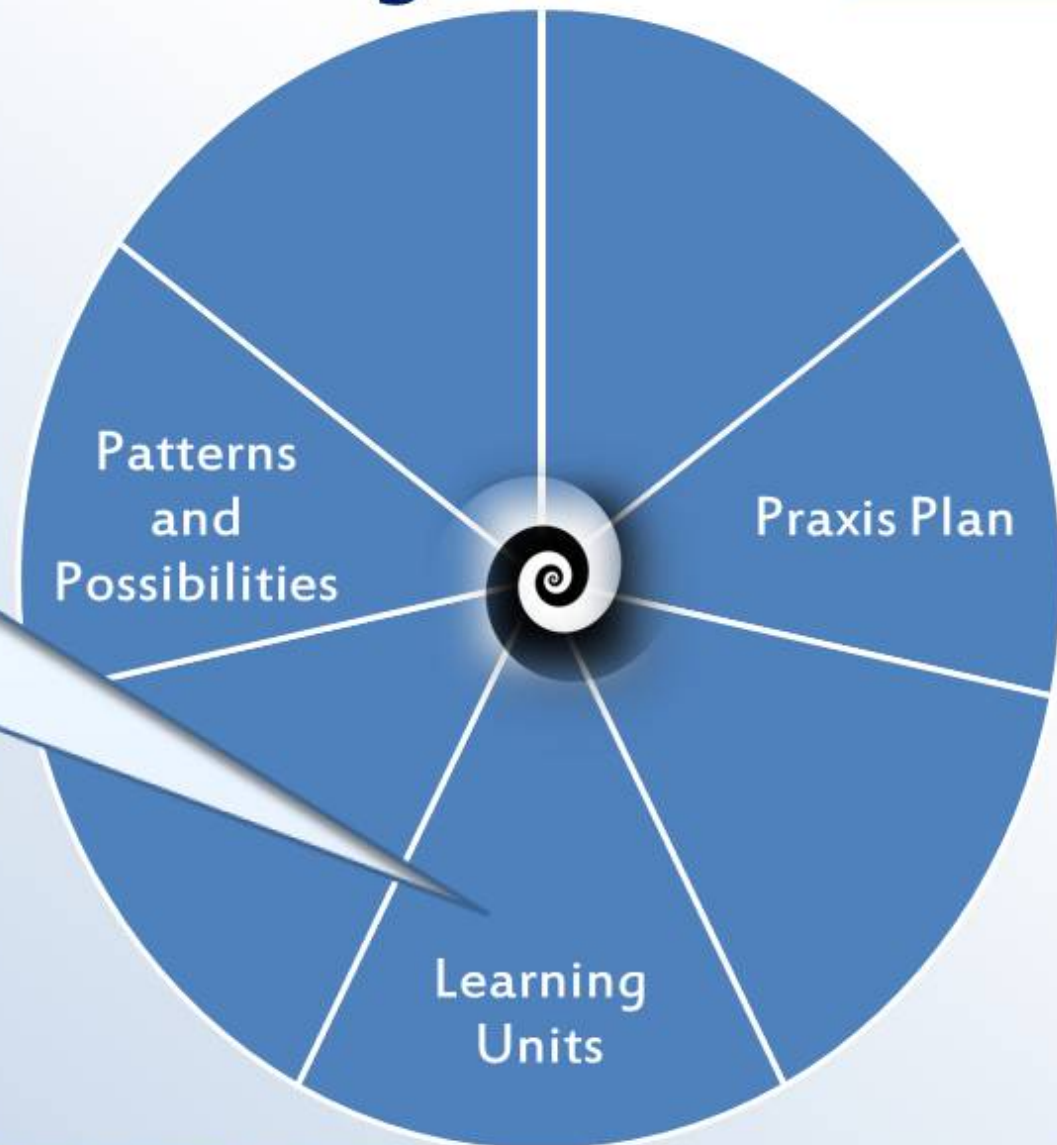 Patterns
and
Possibilities
Praxis Plan
Learning
Units